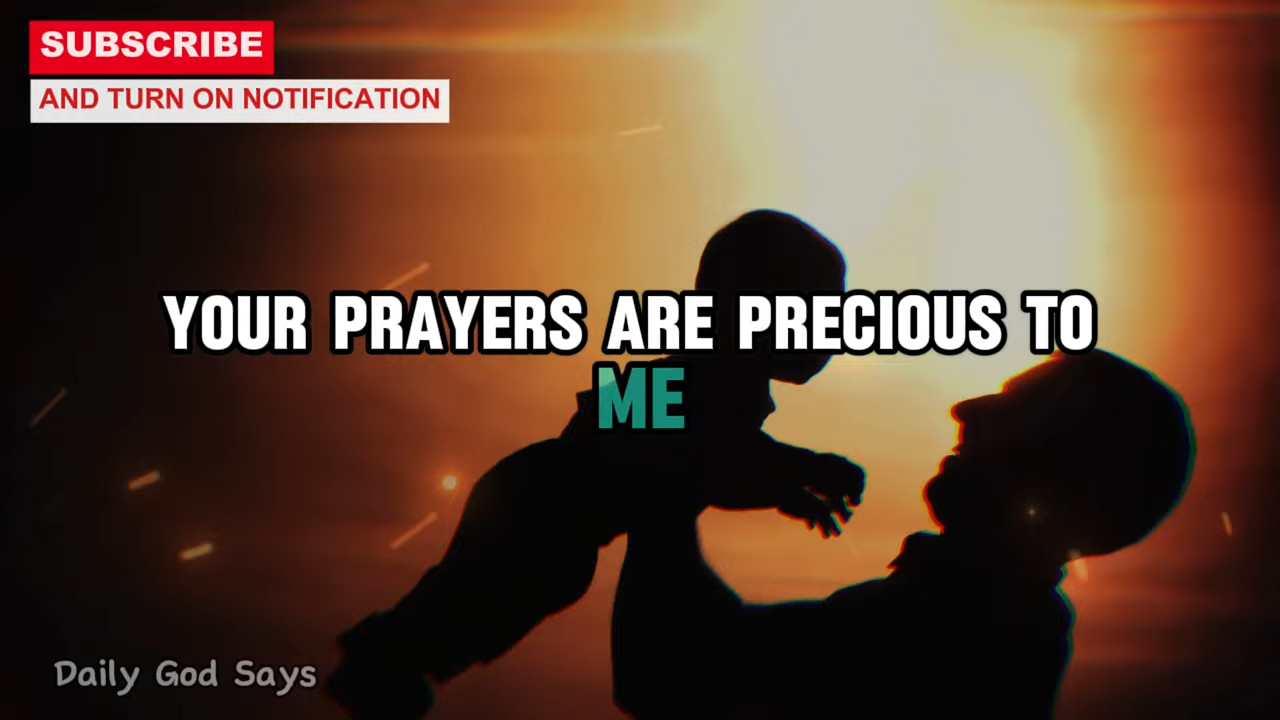 SUBSCRIBE
AND TURN ON NOTIFICATION
YOUR PRAYERS ARE PRECIOUS TO
ME
Daily God Says